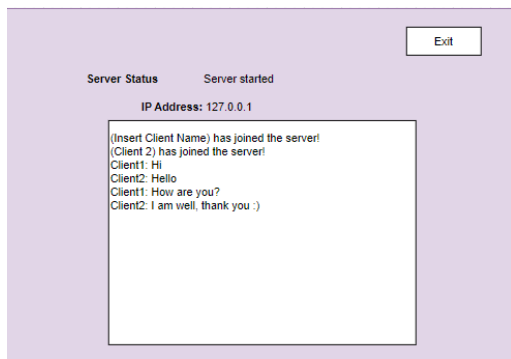 Exit
Server Status Server started
IP Address: 127.0.0.1
(Insert Client Name) has joined the server!
(Client 2) has joined the server!
Client1: Hi
Client2: Hello
Client1: How are you?
Client2: I am well, thank you :)